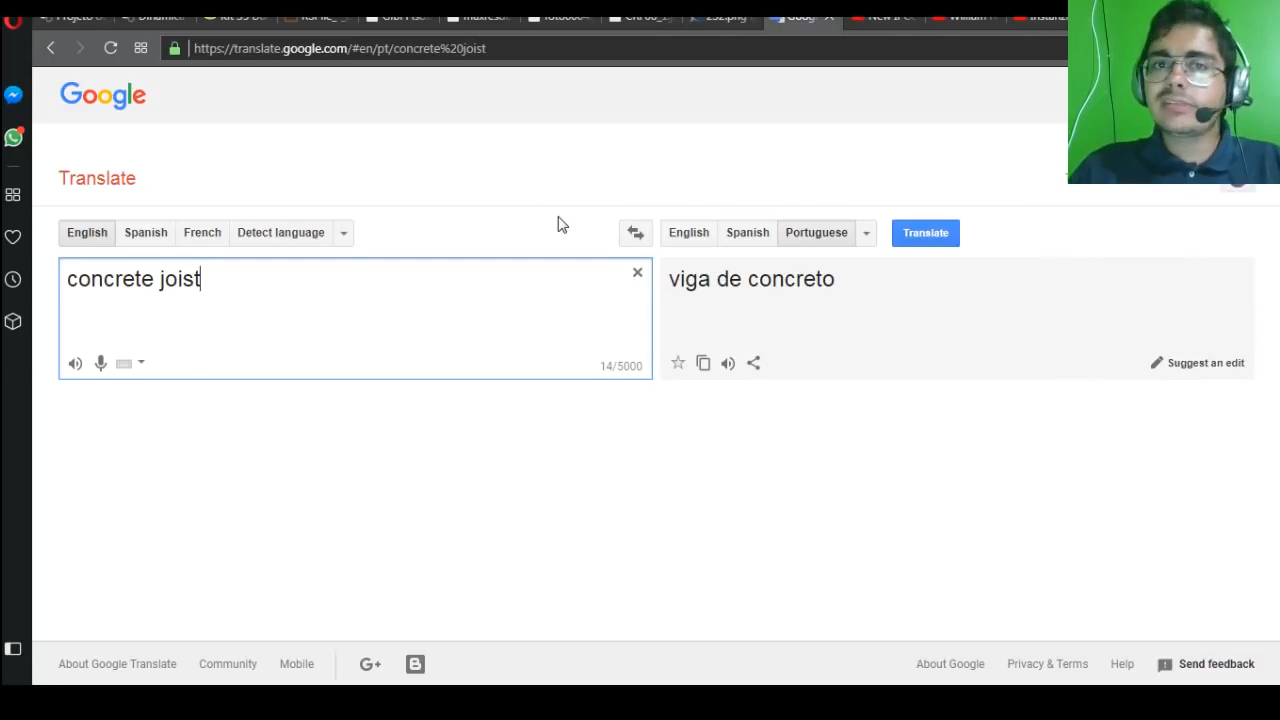 https://translate.google.com/#en/pt/concrete%20joist
Google
Translate
English Spanish French Detect language
English Spanish Portuguese Translate
concrete joist
14/5000
viga de concreto
Suggest an edit
About Google Translate Community Mobile
About Google Privacy & Terms Help Send feedback